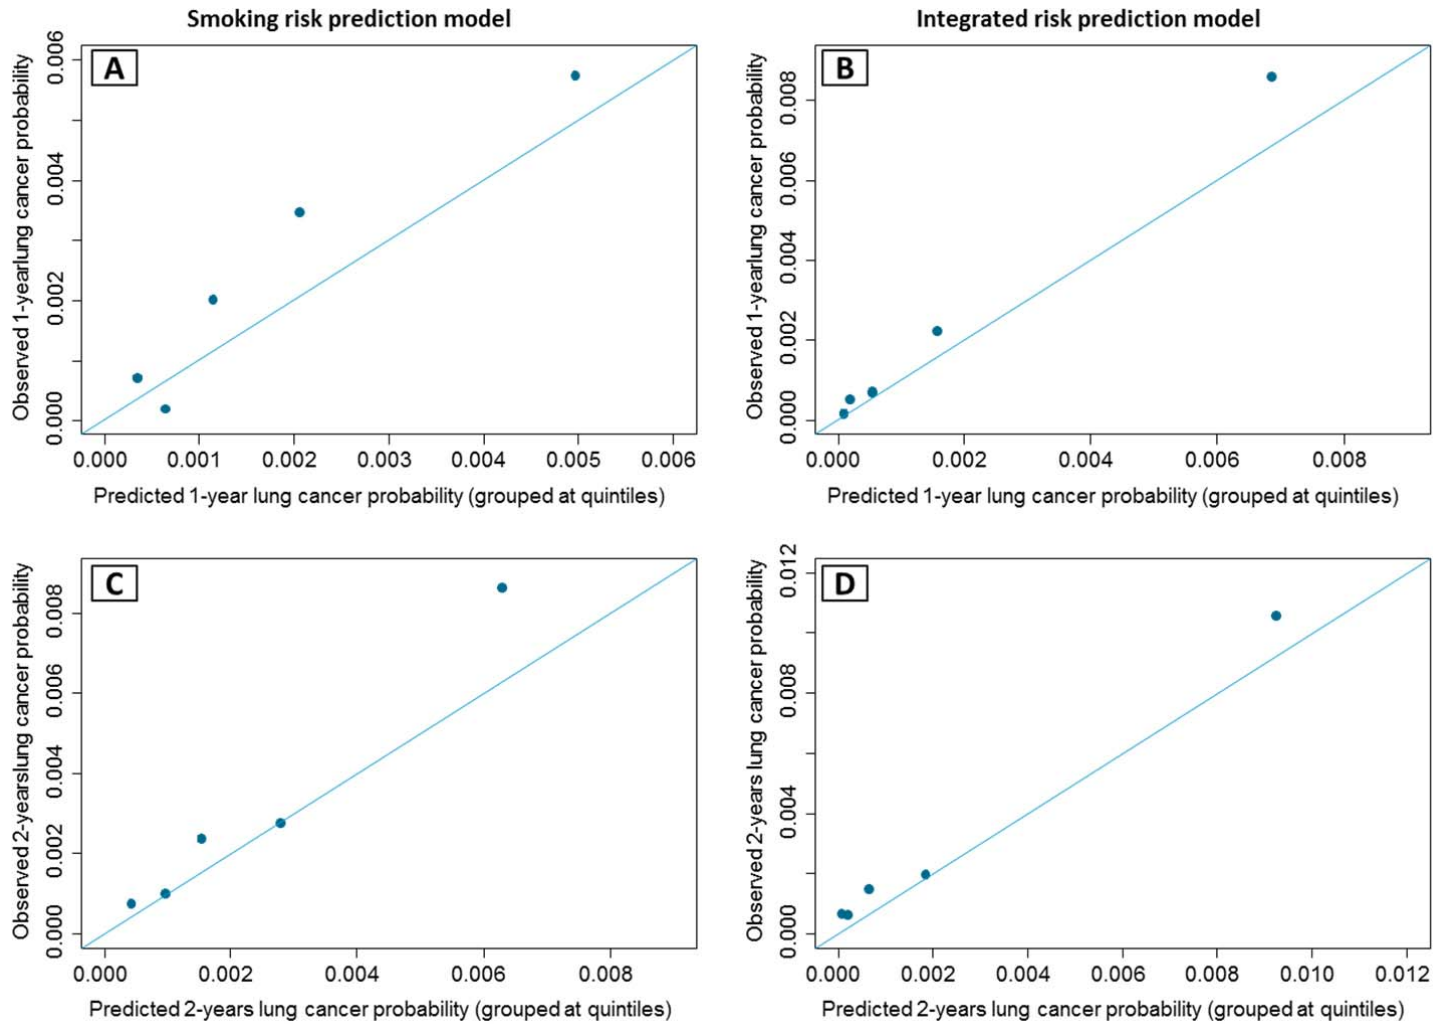 Smoking risk prediction model
Integrated risk prediction model
A
Observed 1-yearlung cancer probability
0.006
0.004
0.002
0.000
0.000 0.001 0.002 0.003 0.004 0.005 0.006
Predicted 1-year lung cancer probability (grouped at quintiles)
B
Observed 1-yearlung cancer probability
0.008
0.006
0.004
0.002
0.000
0.000 0.002 0.004 0.006 0.008
Predicted 1-year lung cancer probability (grouped at quintiles)
C
Observed 2-yearslung cancer probability
0.008
0.006
0.004
0.002
0.000
0.000 0.002 0.004 0.006 0.008
Predicted 2-years lung cancer probability (grouped at quintiles)
D
Observed 2-years lung cancer probability
0.012
0.008
0.004
0.000
0.000 0.002 0.004 0.006 0.008 0.010 0.012
Predicted 2-years lung cancer probability (grouped at quintiles)